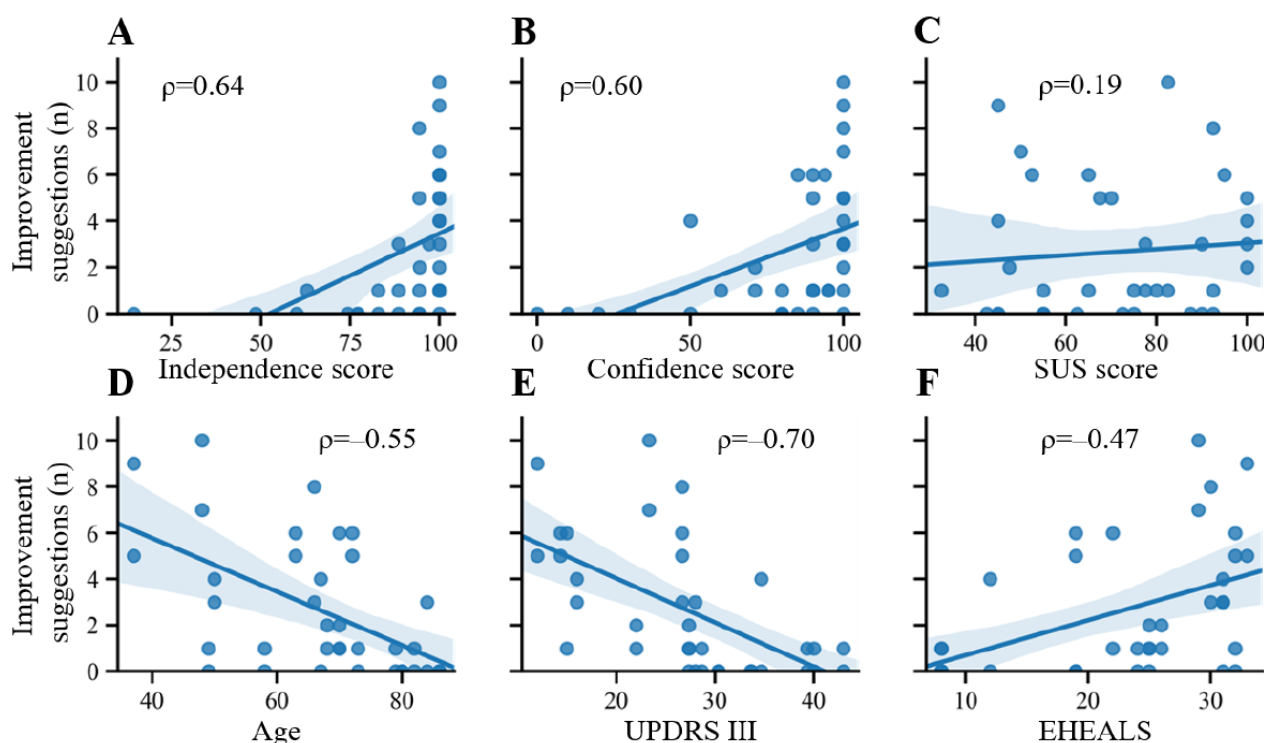 A
B
C
ρ=0.64
ρ=0.60
ρ=0.19
Improvement
suggestions (n)
10
8
6
4
2
0
25 50 75 100
0 50 100
40 60 80 100
Independence score
Confidence score
SUS score
D
E
F
ρ=–0.55
ρ=–0.70
ρ=–0.47
Improvement
suggestions (n)
10
8
6
4
2
0
40 60 80
20 30 40
10 20 30
Age
UPDRS III
EHEALS